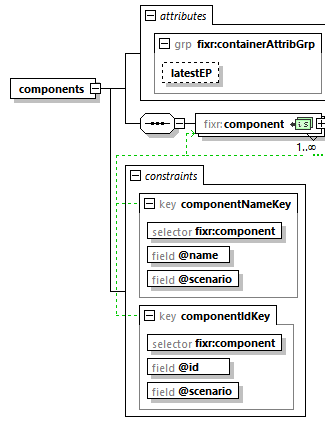 attributes
grp fixr:containerAttribGrp
latestEP
components
fixr:component
1..∞
constraints
key componentNameKey
selector fixr:component
field @name
field @scenario
key componentIdKey
selector fixr:component
field @id
field @scenario